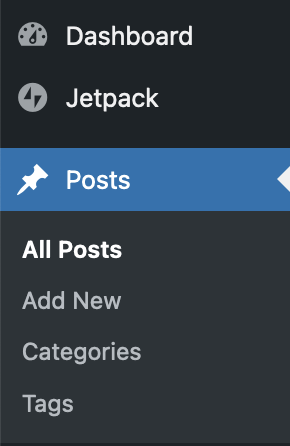 Dashboard
Jetpack
Posts
All Posts
Add New
Categories
Tags